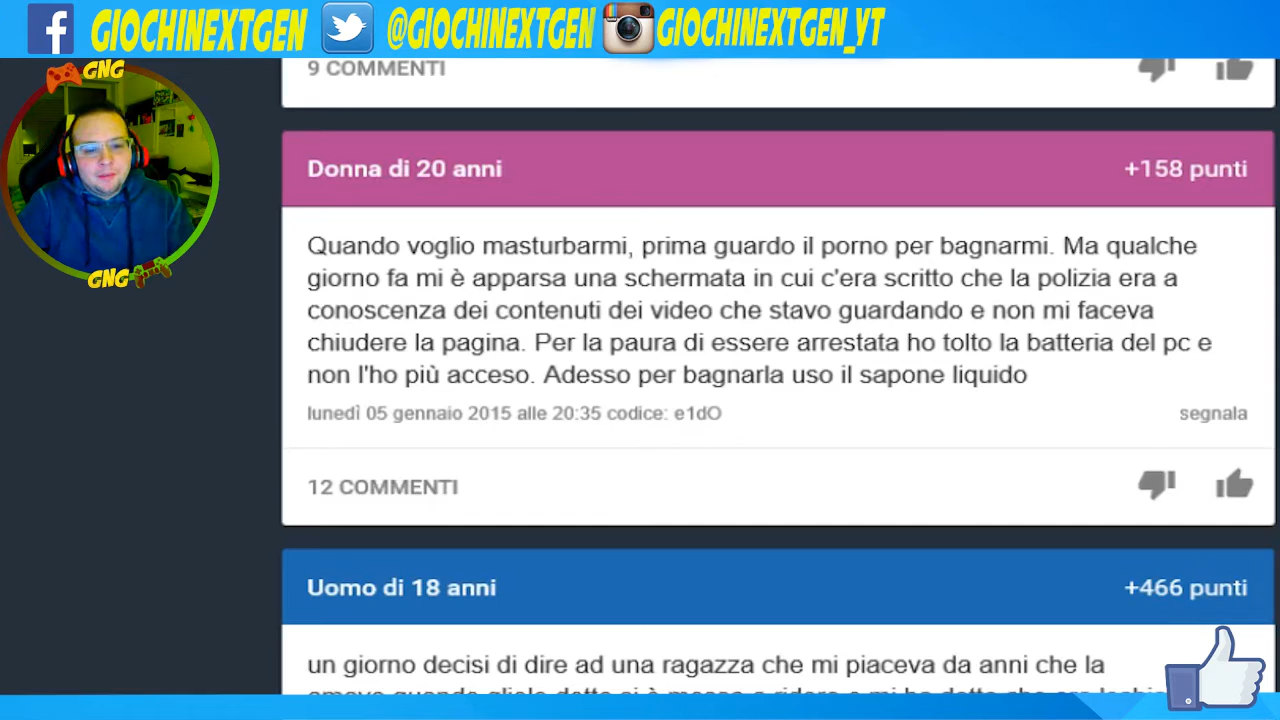 GIOCHINEXTGEN @GIOCHINEXTGEN GIOCHINEXTGEN_YT
GNG
GNG
9 COMMENTI
Donna di 20 anni +158 punti
Quando voglio masturbarmi, prima guardo il porno per bagnarmi. Ma qualche
giorno fa mi è apparsa una schermata in cui c'era scritto che la polizia era a
conoscenza dei contenuti dei video che stavo guardando e non mi faceva
chiudere la pagina. Per la paura di essere arrestata ho tolto la batteria del pc e
non l'ho più acceso. Adesso per bagnarla uso il sapone liquido
lunedì 05 gennaio 2015 alle 20:35 codice: e1dO segnala
12 COMMENTI
Uomo di 18 anni +466 punti
un giorno decisi di dire ad una ragazza che mi piaceva da anni che la